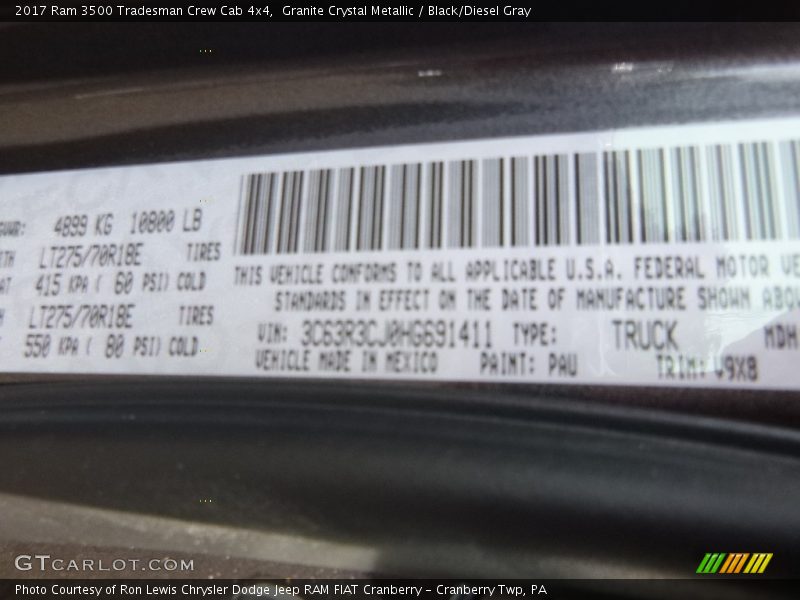 2017 Ram 3500 Tradesman Crew Cab 4x4,  Granite Crystal Metallic / Black/Diesel Gray
4899 KG 10800 LB
LT275/70R18E TIRES
415 KPA ( 60 PSI) COLD
LT275/70R18E TIRES
550 KPA ( 80 PSI) COLD
THIS VEHICLE CONFORMS TO ALL APPLICABLE U.S.A. FEDERAL MOTOR VE
STANDARDS IN EFFECT ON THE DATE OF MANUFACTURE SHOWN ABOV
VIN: 3C63R3CJ0HG691411 TYPE: TRUCK MDH
VEHICLE MADE IN MEXICO PAINT: PAU TRIM: V9X8
GTCARLOT.COM
Photo Courtesy of Ron Lewis Chrysler Dodge Jeep RAM FIAT Cranberry – Cranberry Twp, PA